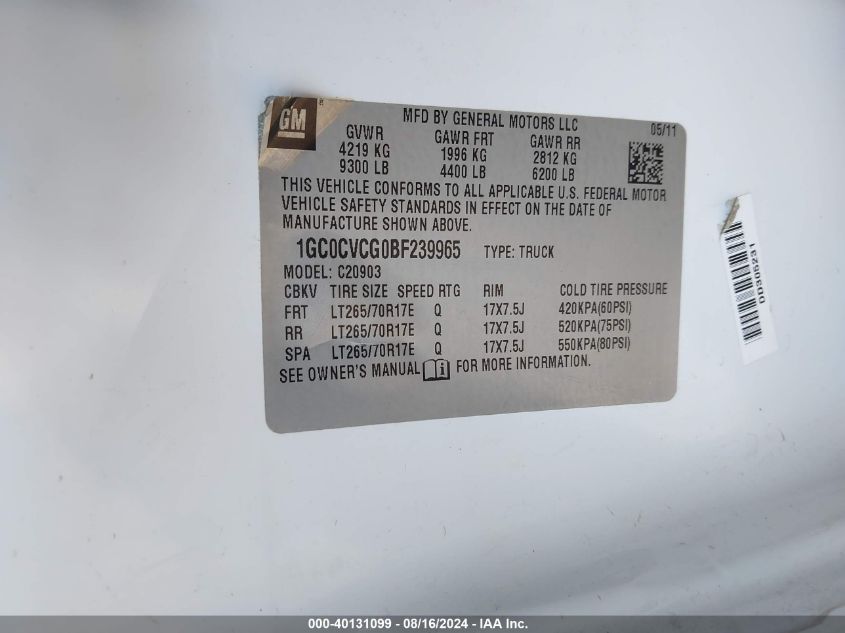 GM
MFD BY GENERAL MOTORS LLC
05/11
GVWR GAWR FRT GAWR RR
4219 KG 1996 KG 2812 KG
9300 LB 4400 LB 6200 LB
THIS VEHICLE CONFORMS TO ALL APPLICABLE U.S. FEDERAL MOTOR
VEHICLE SAFETY STANDARDS IN EFFECT ON THE DATE OF
MANUFACTURE SHOWN ABOVE.
1GC0CVCG0BF239965 TYPE: TRUCK
MODEL: C20903
CBKV TIRE SIZE SPEED RTG RIM COLD TIRE PRESSURE
FRT LT265/70R17E Q 17X7.5J 420KPA(60PSI)
RR LT265/70R17E Q 17X7.5J 520KPA(75PSI)
SPA LT265/70R17E Q 17X7.5J 550KPA(80PSI)
SEE OWNER'S MANUAL FOR MORE INFORMATION.
00305231
000-40131099 - 08/16/2024 - IAA Inc.